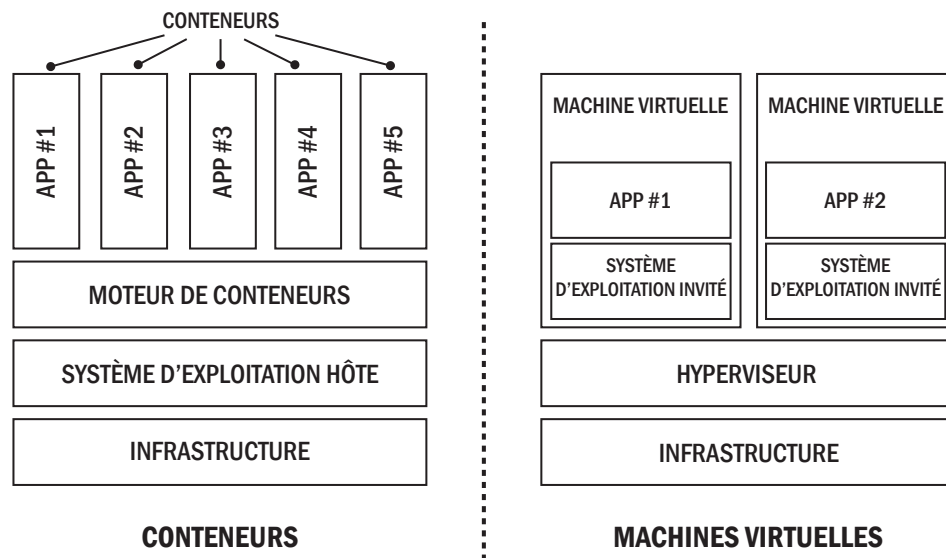 CONTENEURS
APP #1
APP #2
APP #3
APP #4
APP #5
MOTEUR DE CONTENEURS
SYSTÈME D'EXPLOITATION HÔTE
INFRASTRUCTURE
CONTENEURS
MACHINE VIRTUELLE
APP #1
SYSTÈME
D'EXPLOITATION INVITÉ
MACHINE VIRTUELLE
APP #2
SYSTÈME
D'EXPLOITATION INVITÉ
HYPERVISEUR
INFRASTRUCTURE
MACHINES VIRTUELLES